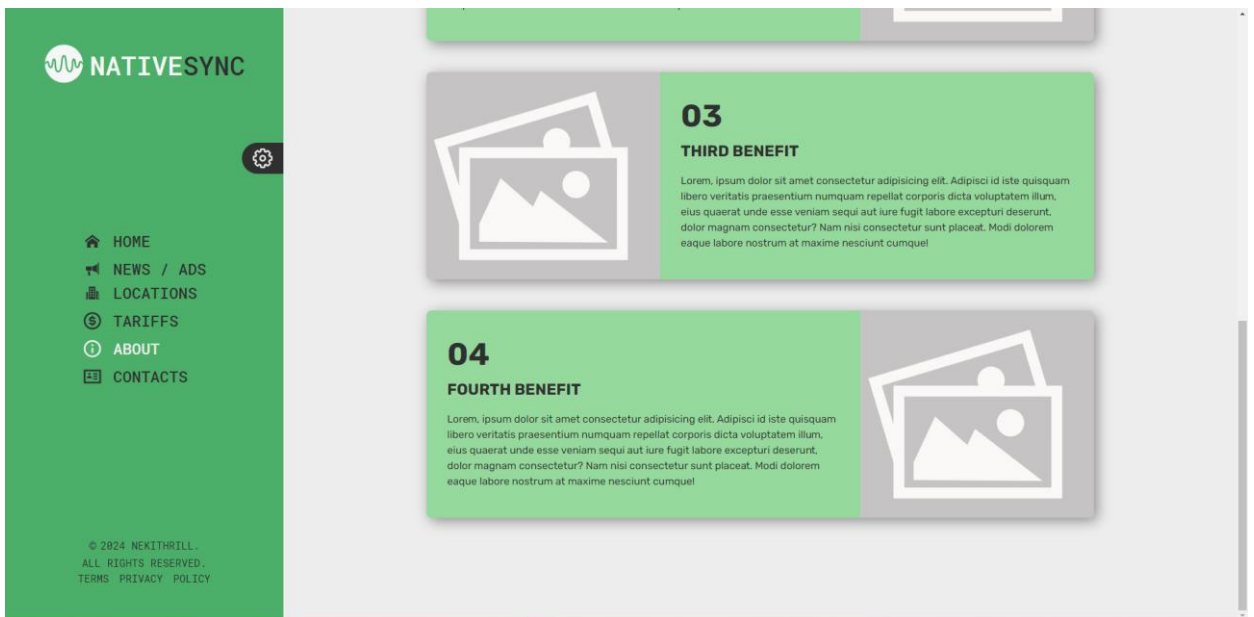 NATIVESYNC
HOME
NEWS / ADS
LOCATIONS
TARIFFS
ABOUT
CONTACTS
© 2024 NEKITHRILL.
ALL RIGHTS RESERVED.
TERMS PRIVACY POLICY
03
THIRD BENEFIT
Lorem, ipsum dolor sit amet consectetur adipisicing elit. Adipisci id iste quisquam
libero veritatis praesentium numquam repellat corporis dicta voluptatem illum,
eius quaerat unde esse veniam sequi aut iure fugit labore excepturi deserunt,
dolor magnam consectetur? Nam nisi consectetur sunt placeat. Modi dolorem
eaque labore nostrum at maxime nesciunt cumque!
04
FOURTH BENEFIT
Lorem, ipsum dolor sit amet consectetur adipisicing elit. Adipisci id iste quisquam
libero veritatis praesentium numquam repellat corporis dicta voluptatem illum,
eius quaerat unde esse veniam sequi aut iure fugit labore excepturi deserunt,
dolor magnam consectetur? Nam nisi consectetur sunt placeat. Modi dolorem
eaque labore nostrum at maxime nesciunt cumque!